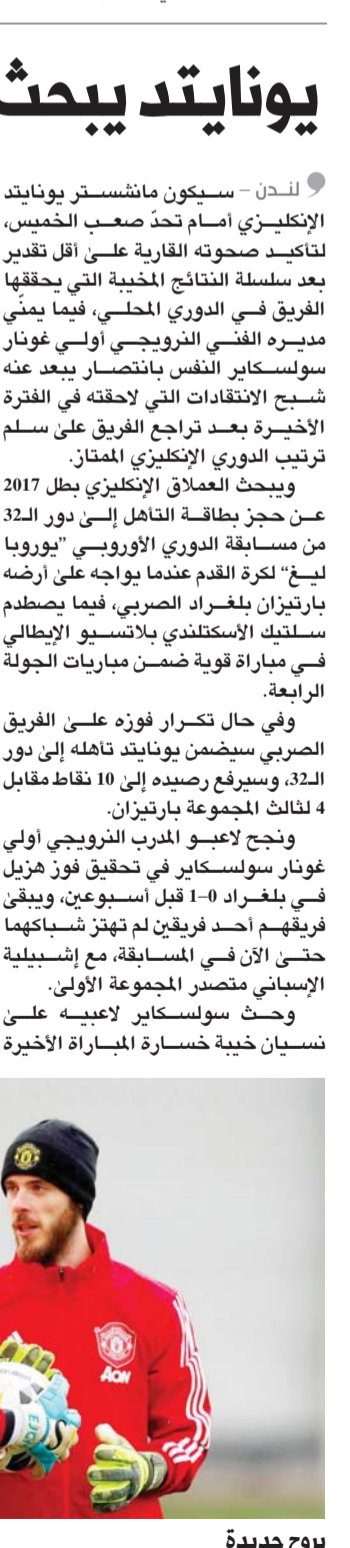 يونايتد يبحث
لندن – سيكون مانشستر يونايتد
الإنكليزي أمام تحدّ صعب الخميس،
لتأكيد صحوته القارية على أقل تقدير
بعد سلسلة النتائج المخيبة التي يحققها
الفريق في الدوري المحلي، فيما يمنّي
مديره الفني النرويجي أولي غونار
سولسكاير النفس بانتصار يبعد عنه
شبح الانتقادات التي لاحقته في الفترة
الأخيرة بعد تراجع الفريق على سلم
ترتيب الدوري الإنكليزي الممتاز.
ويبحث العملاق الإنكليزي بطل 2017
عن حجز بطاقة التأهل إلى دور الـ32
من مسابقة الدوري الأوروبي ”يوروبا
ليغ“ لكرة القدم عندما يواجه على أرضه
بارتيزان بلغراد الصربي، فيما يصطدم
سلتيك الأسكتلندي بلاتسيو الإيطالي
في مباراة قوية ضمن مباريات الجولة
الرابعة.
وفي حال تكرار فوزه على الفريق
الصربي سيضمن يونايتد تأهله إلى دور
الـ32، وسيرفع رصيده إلى 10 نقاط مقابل
4 لثالث المجموعة بارتيزان.
ونجح لاعبو المدرب النرويجي أولي
غونار سولسكاير في تحقيق فوز هزيل
في بلغراد 0–1 قبل أسبوعين، ويبقى
فريقهم أحد فريقين لم تهتز شباكهما
حتى الآن في المسابقة، مع إشبيلية
الإسباني متصدر المجموعة الأولى.
وحث سولسكاير لاعبيه على
نسيان خيبة خسارة المباراة الأخيرة
AON
بروح جديدة